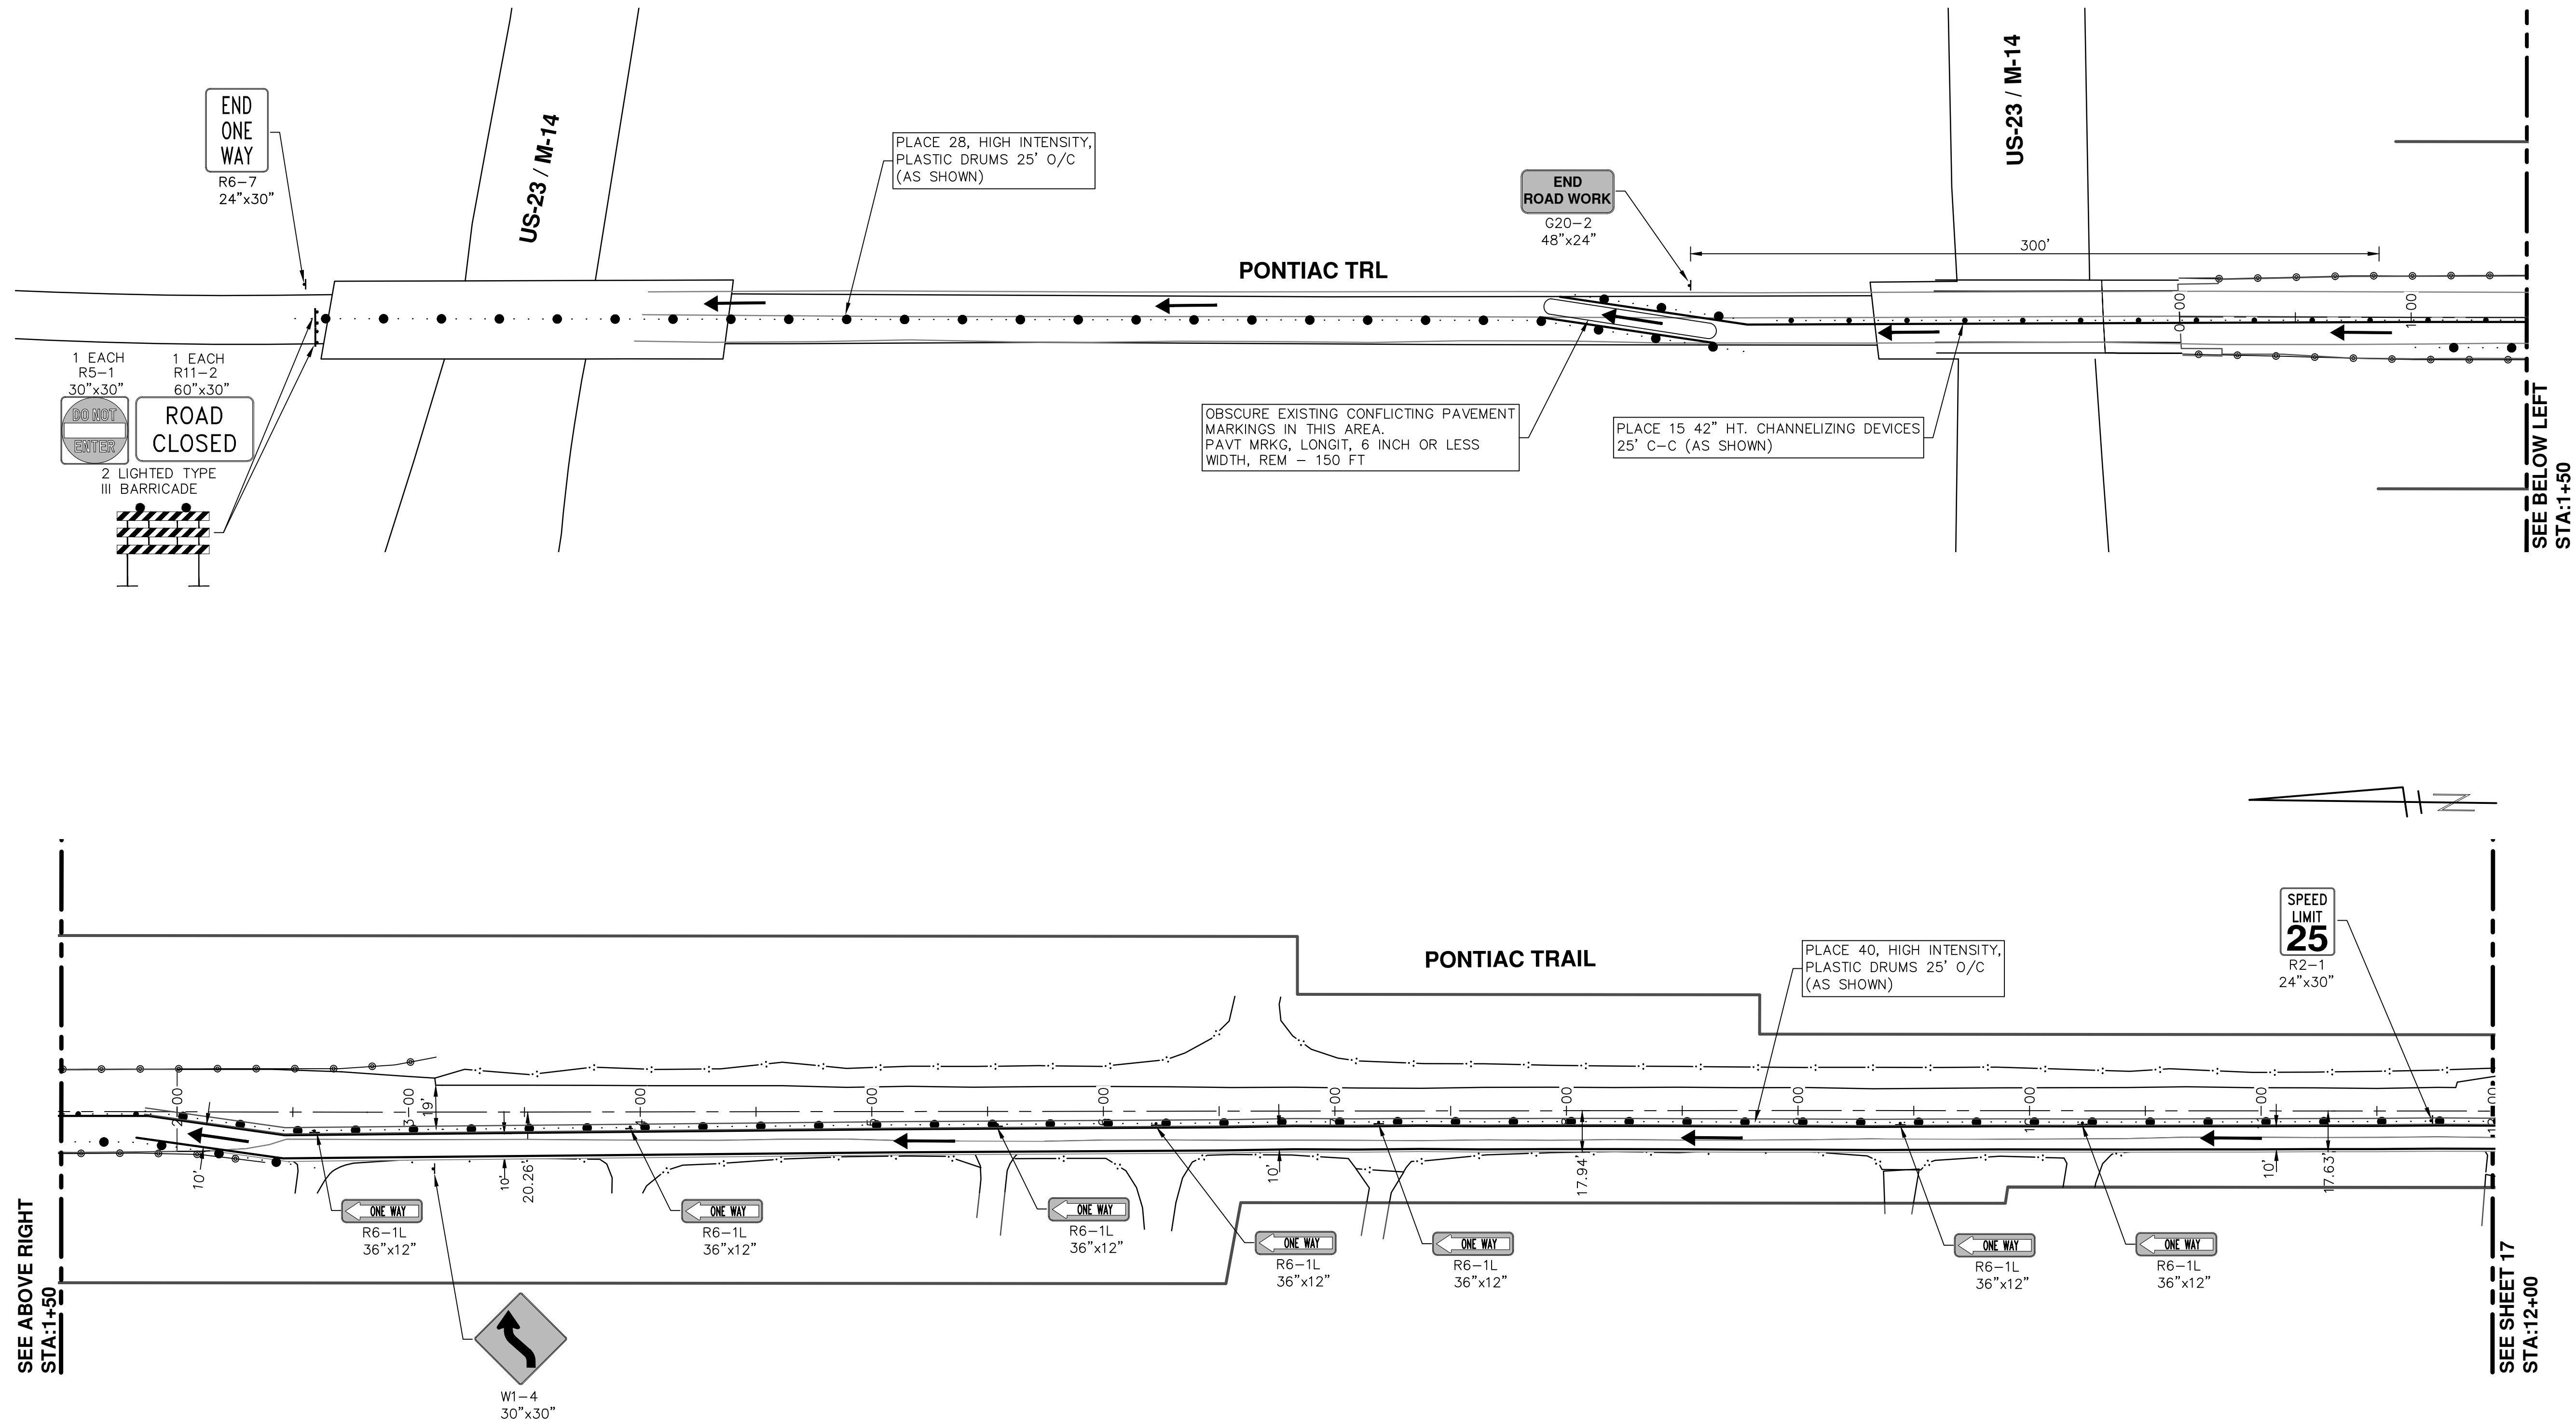 END
ONE
WAY
R6-7
24"x30"
US-23 / M-14
PLACE 28, HIGH INTENSITY,
PLASTIC DRUMS 25' O/C
(AS SHOWN)
PONTIAC TRL
END
ROAD WORK
G20-2
48"x24"
300'
US-23 / M-14
0+00
1+00
1 EACH
R5-1
30"x30"
1 EACH
R11-2
60"x30"
DO NOT
ENTER
ROAD
CLOSED
2 LIGHTED TYPE
III BARRICADE
OBSCURE EXISTING CONFLICTING PAVEMENT
MARKINGS IN THIS AREA.
PAVT MRKG, LONGIT, 6 INCH OR LESS
WIDTH, REM - 150 FT
PLACE 15 42" HT. CHANNELIZING DEVICES
25' C-C (AS SHOWN)
SEE BELOW LEFT
STA:1+50
N
PONTIAC TRAIL
PLACE 40, HIGH INTENSITY,
PLASTIC DRUMS 25' O/C
(AS SHOWN)
SPEED
LIMIT
25
R2-1
24"x30"
19'
10'
10'
20.26'
10'
17.94'
10'
17.63'
ONE WAY
R6-1L
36"x12"
ONE WAY
R6-1L
36"x12"
ONE WAY
R6-1L
36"x12"
ONE WAY
R6-1L
36"x12"
ONE WAY
R6-1L
36"x12"
ONE WAY
R6-1L
36"x12"
ONE WAY
R6-1L
36"x12"
W1-4
30"x30"
SEE ABOVE RIGHT
STA:1+50
SEE SHEET 17
STA:12+00